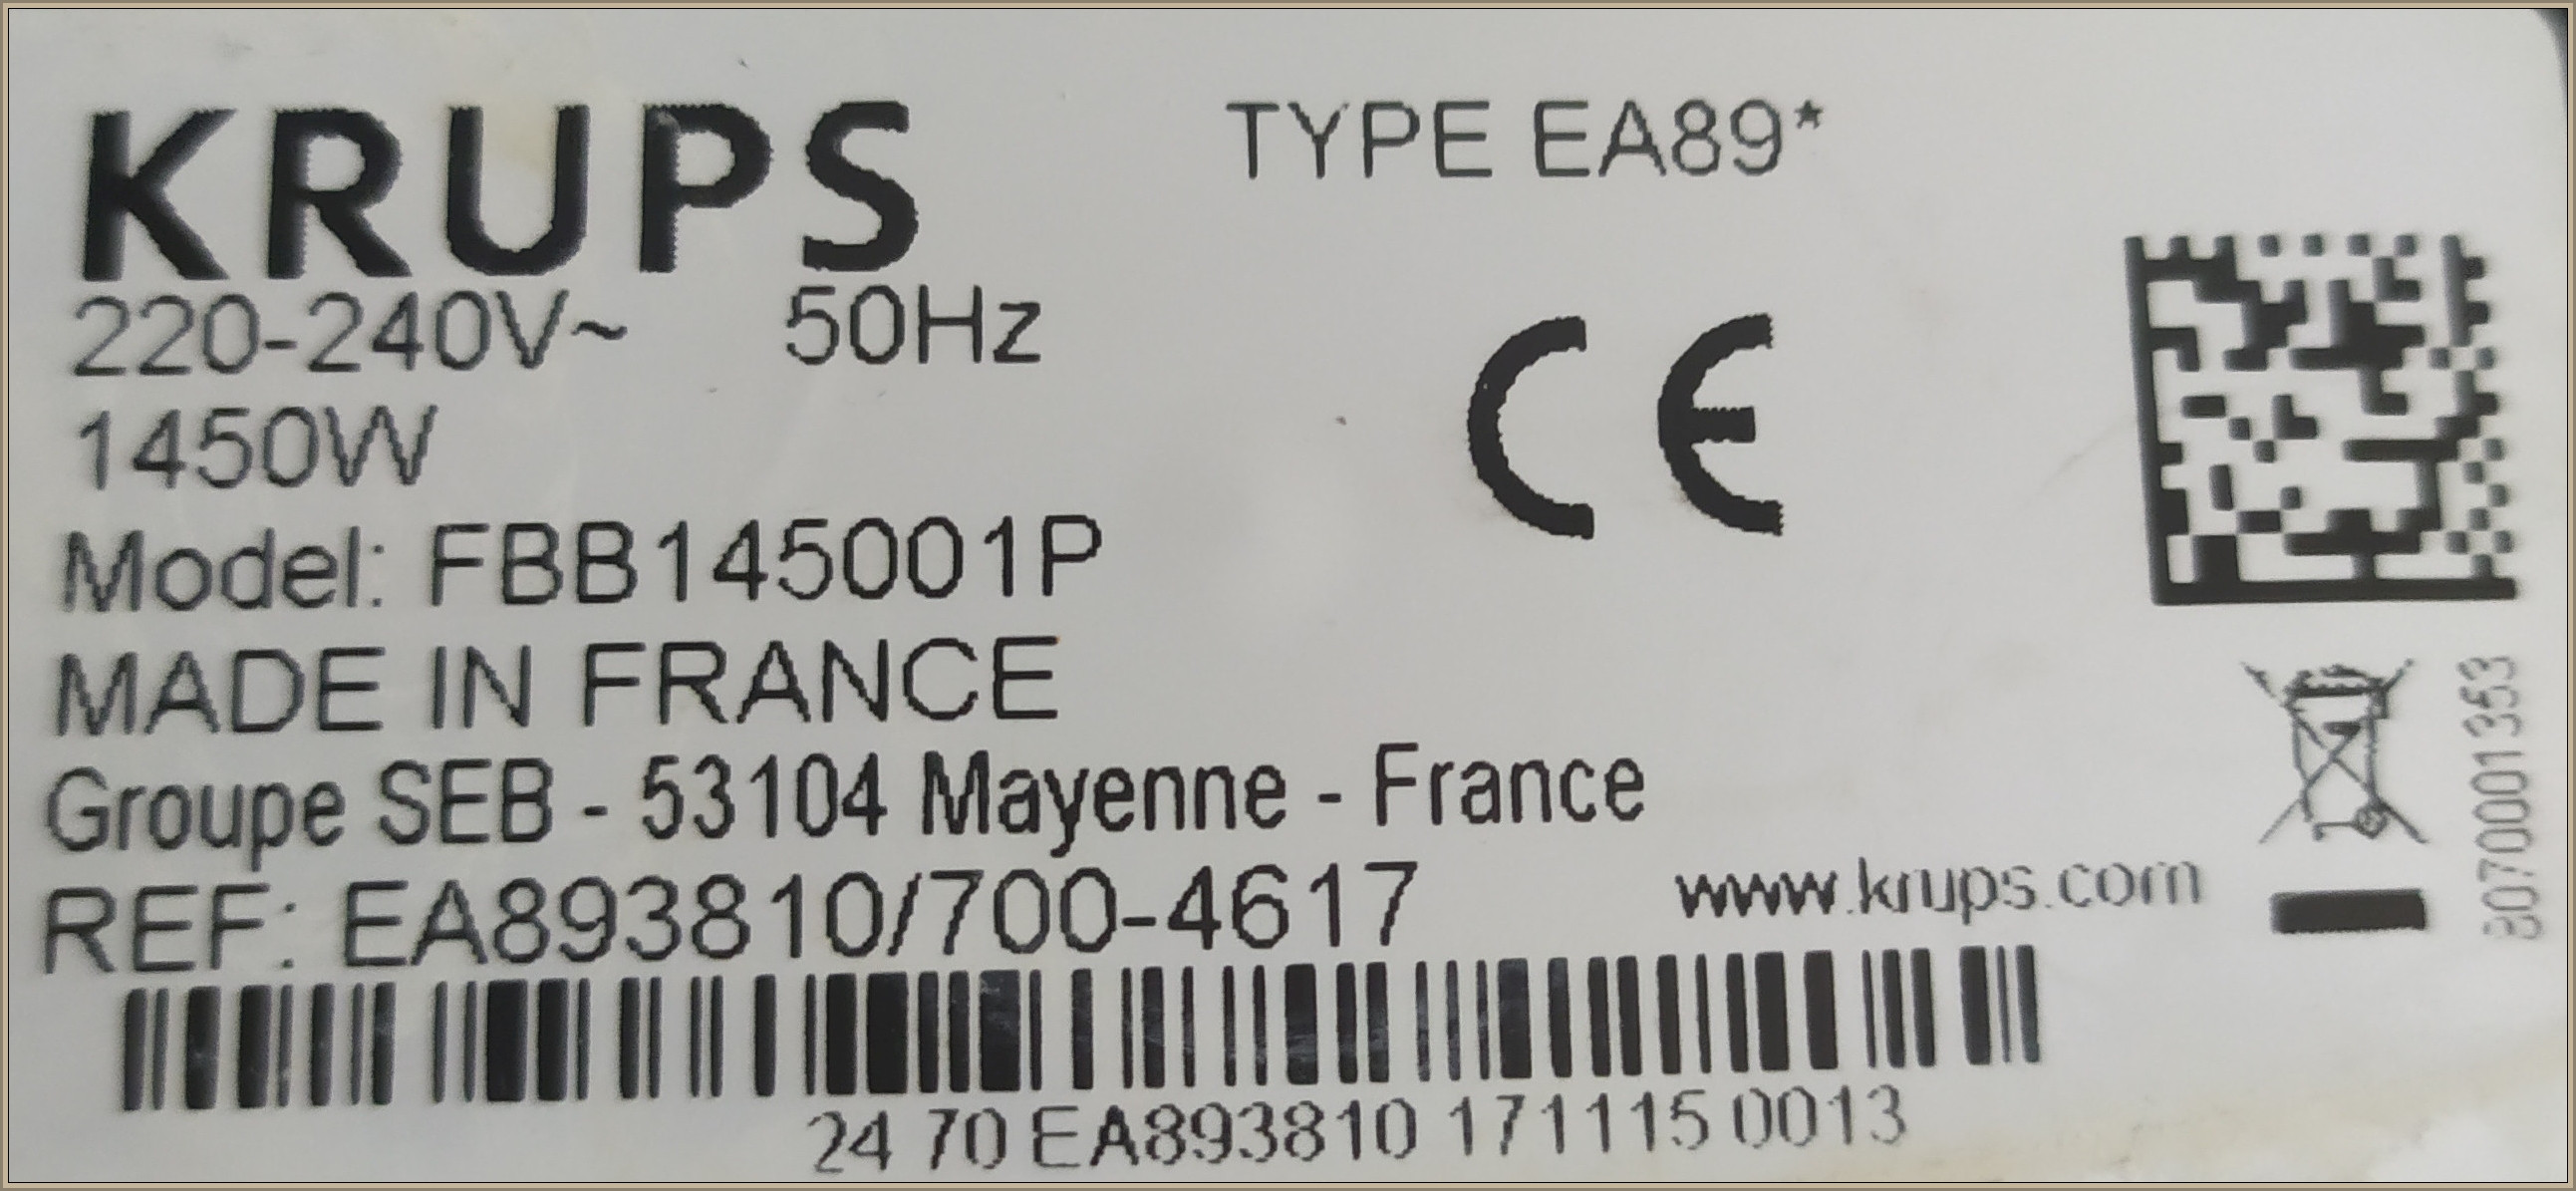 KRUPS
TYPE EA89*
220-240V~ 50Hz
CE
1450W
Model: FBB145001P
MADE IN FRANCE
Groupe SEB - 53104 Mayenne - France
REF: EA893810/700-4617
www.krups.com
8070001353
24 70 EA893810 171115 0013